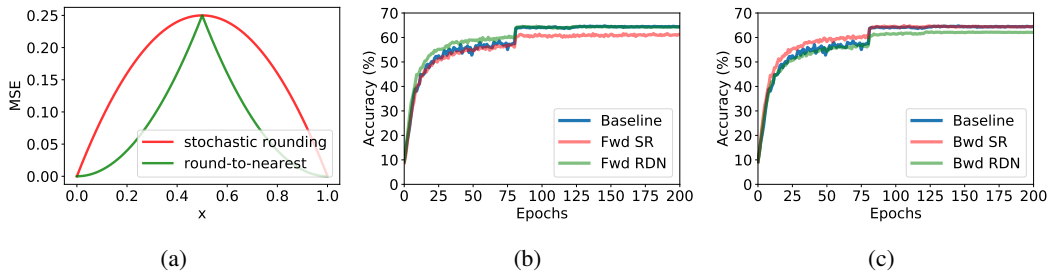 0.25
0.20
0.15
0.10
0.05
0.00
MSE
stochastic rounding
round-to-nearest
0.0 0.2 0.4 0.6 0.8 1.0
x
(a)
70
60
50
40
30
20
10
0
Accuracy (%)
Baseline
Fwd SR
Fwd RDN
0 25 50 75 100 125 150 175 200
Epochs
(b)
70
60
50
40
30
20
10
0
Accuracy (%)
Baseline
Bwd SR
Bwd RDN
0 25 50 75 100 125 150 175 200
Epochs
(c)